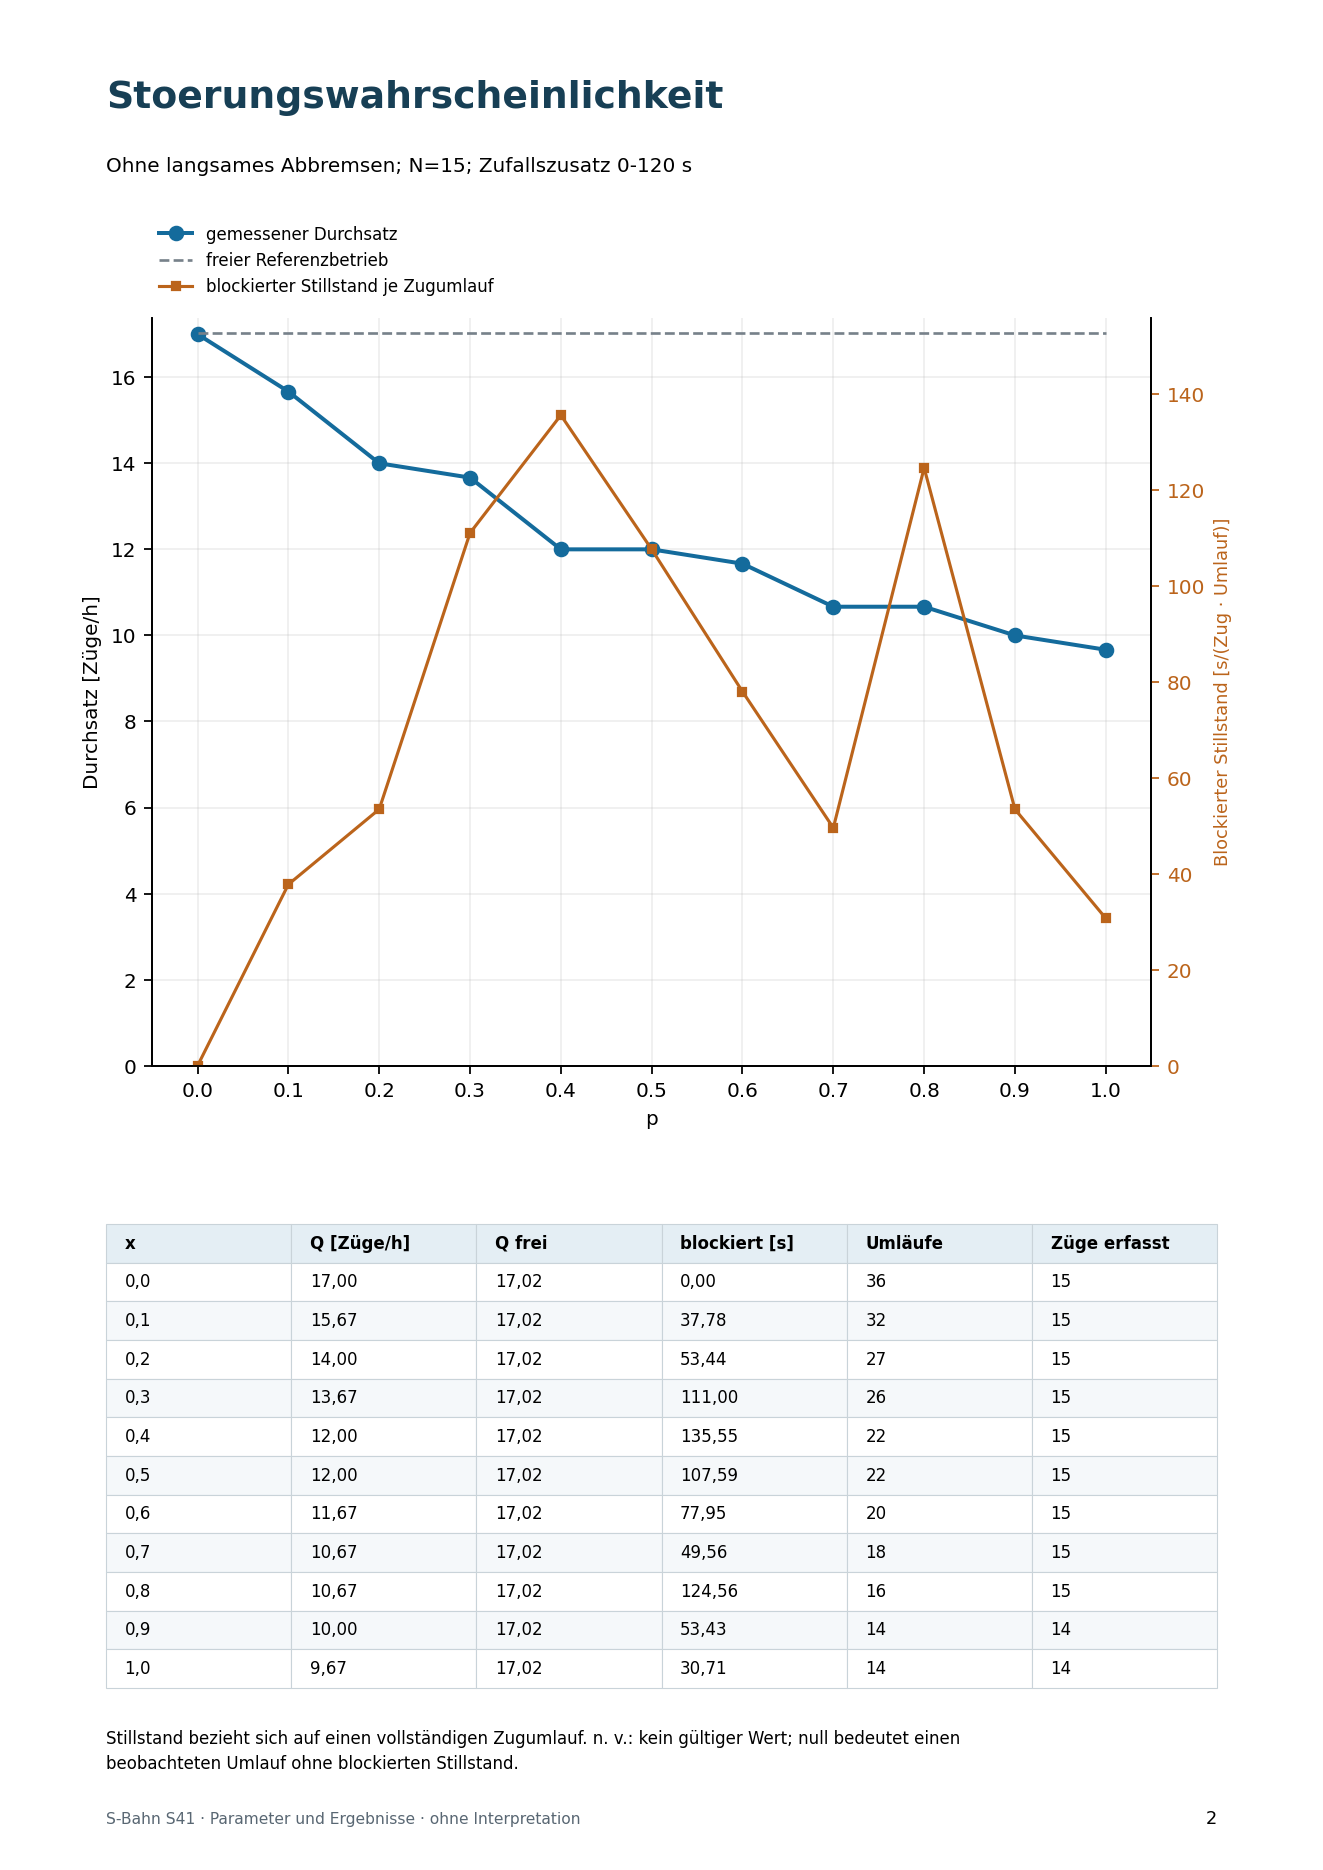 Stoerungswahrscheinlichkeit
Ohne langsames Abbremsen; N=15; Zufallszusatz 0-120 s
gemessener Durchsatz
freier Referenzbetrieb
blockierter Stillstand je Zugumlauf
Durchsatz [Züge/h]
16
14
12
10
8
6
4
2
0
140
120
100
80
60
40
20
0
Blockierter Stillstand [s/(Zug · Umlauf)]
0.0 0.1 0.2 0.3 0.4 0.5 0.6 0.7 0.8 0.9 1.0
p
x Q [Züge/h] Q frei blockiert [s] Umläufe Züge erfasst
0,0 17,00 17,02 0,00 36 15
0,1 15,67 17,02 37,78 32 15
0,2 14,00 17,02 53,44 27 15
0,3 13,67 17,02 111,00 26 15
0,4 12,00 17,02 135,55 22 15
0,5 12,00 17,02 107,59 22 15
0,6 11,67 17,02 77,95 20 15
0,7 10,67 17,02 49,56 18 15
0,8 10,67 17,02 124,56 16 15
0,9 10,00 17,02 53,43 14 14
1,0 9,67 17,02 30,71 14 14
Stillstand bezieht sich auf einen vollständigen Zugumlauf. n. v.: kein gültiger Wert; null bedeutet einen
beobachteten Umlauf ohne blockierten Stillstand.
S-Bahn S41 · Parameter und Ergebnisse · ohne Interpretation
2